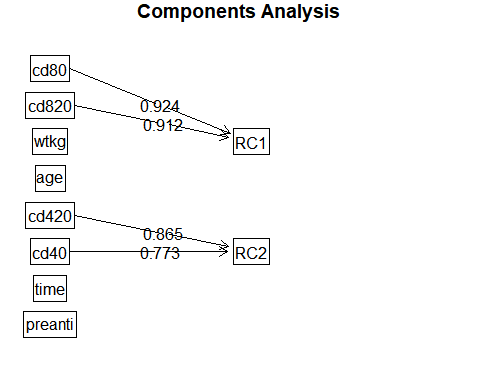 Components Analysis
cd80
cd820
0.924
0.912
wtkg
RC1
age
cd420
0.865
cd40
0.773
RC2
time
preanti